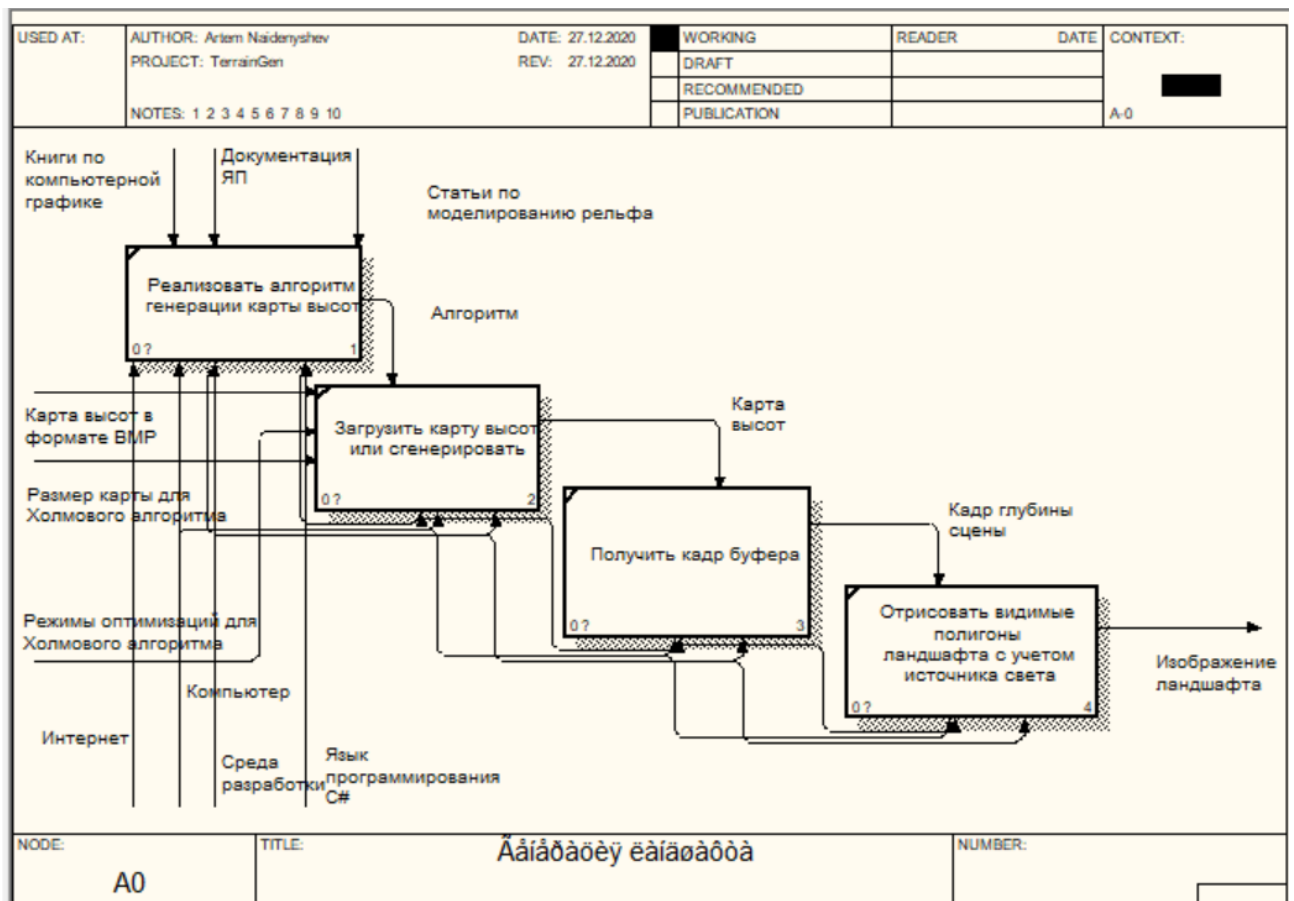 USED AT:
AUTHOR: Artem Naidenyshev
DATE: 27.12.2020
PROJECT: TerrainGen
REV: 27.12.2020
NOTES: 1 2 3 4 5 6 7 8 9 10
WORKING
DRAFT
RECOMMENDED
PUBLICATION
READER
DATE
CONTEXT:
A-0
Книги по
компьютерной
графике
Документация
ЯП
Статьи по
моделированию рельфа
Реализовать алгоритм
генерации карты высот
0 ?
1
Алгоритм
Карта высот в
формате BMP
Загрузить карту высот
или сгенерировать
0 ?
2
Карта
высот
Размер карты для
Холмового алгоритма
Получить кадр буфера
0 ?
3
Кадр глубины
сцены
Режимы оптимизаций для
Холмового алгоритма
Отрисовать видимые
полигоны
ландшафта с учетом
источника света
0 ?
4
Изображение
ландшафта
Компьютер
Интернет
Среда
разработки
Язык
программирования
C#
NODE:
A0
TITLE:
Ãåíåðàöèÿ ëàíäøàôòà
NUMBER: